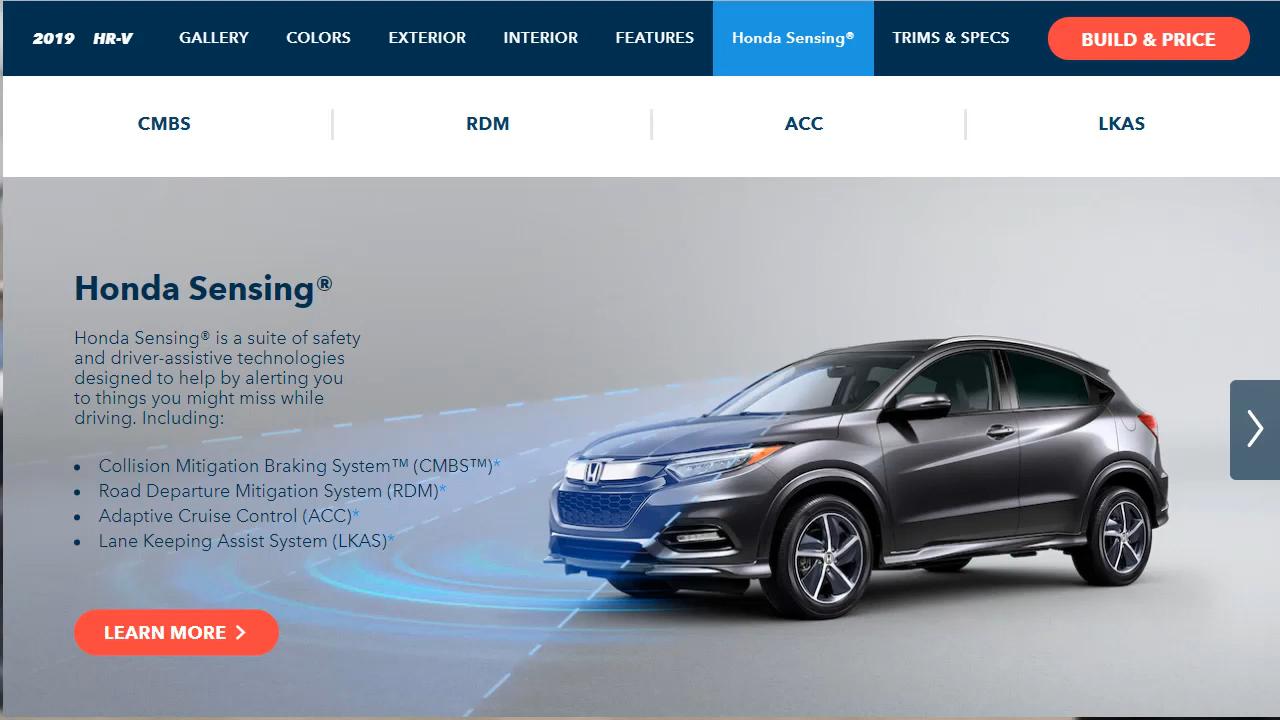 2019 HR-V GALLERY COLORS EXTERIOR INTERIOR FEATURES Honda Sensing® TRIMS & SPECS BUILD & PRICE
CMBS RDM ACC LKAS
Honda Sensing®
Honda Sensing® is a suite of safety
and driver-assistive technologies
designed to help by alerting you
to things you might miss while
driving. Including:
• Collision Mitigation Braking System™ (CMBS™)*
• Road Departure Mitigation System (RDM)*
• Adaptive Cruise Control (ACC)*
• Lane Keeping Assist System (LKAS)*
LEARN MORE >